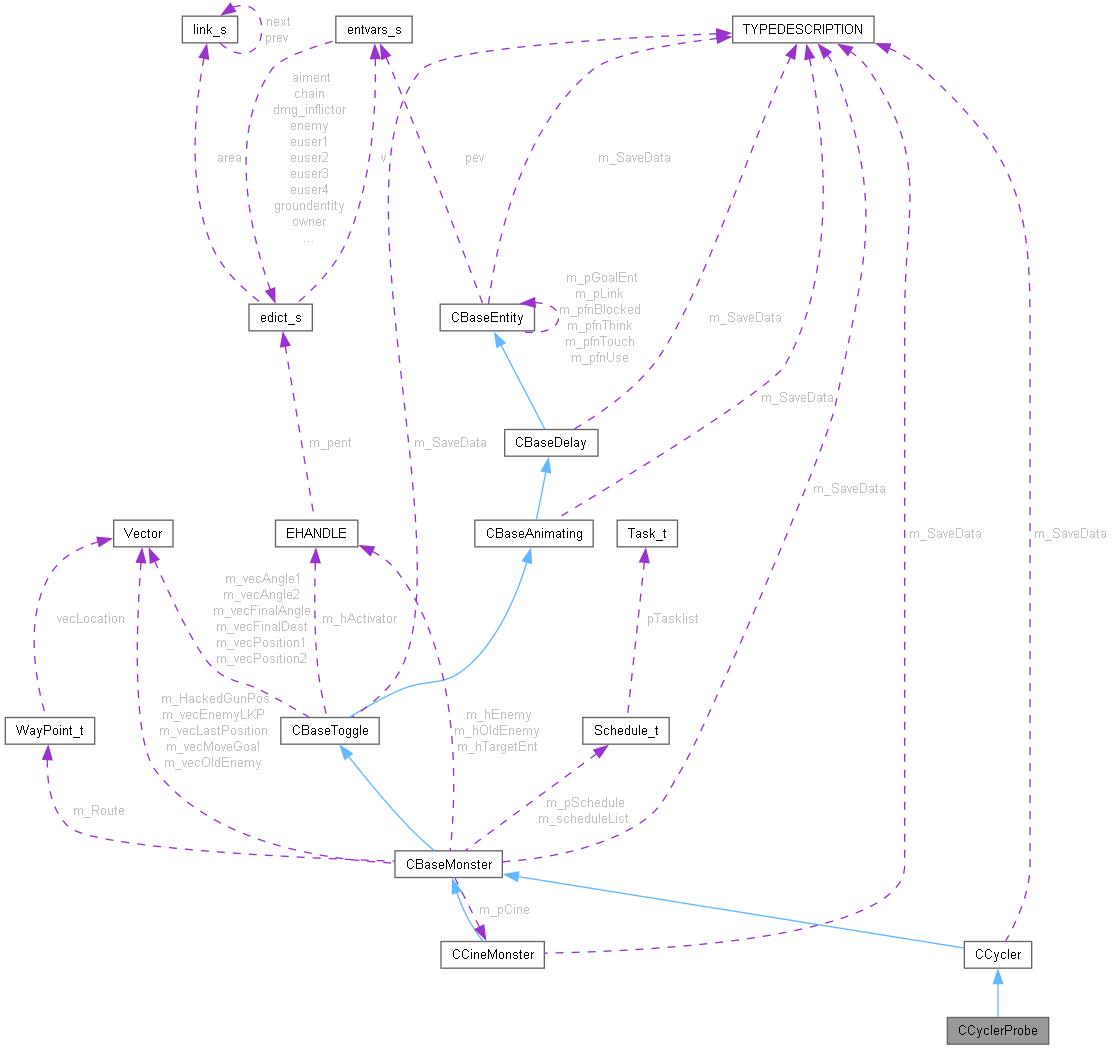 link_s
next
prev
entvars_s
TYPEDESCRIPTION
aiment
chain
dmg_inflictor
enemy
euser1
euser2
euser3
euser4
groundentity
owner
...
area
v
pev
m_SaveData
edict_s
CBaseEntity
m_pGoalEnt
m_pLink
m_pfnBlocked
m_pfnThink
m_pfnTouch
m_pfnUse
m_SaveData
m_SaveData
m_pent
m_SaveData
CBaseDelay
m_SaveData
Vector
EHANDLE
CBaseAnimating
Task_t
m_SaveData
m_SaveData
vecLocation
m_vecAngle1
m_vecAngle2
m_vecFinalAngle
m_vecFinalDest
m_vecPosition1
m_vecPosition2
m_hActivator
pTasklist
WayPoint_t
m_HackedGunPos
m_vecEnemyLKP
m_vecLastPosition
m_vecMoveGoal
m_vecOldEnemy
CBaseToggle
m_hEnemy
m_hOldEnemy
m_hTargetEnt
Schedule_t
m_Route
m_pSchedule
m_scheduleList
CBaseMonster
m_pCine
CCineMonster
CCycler
CCyclerProbe